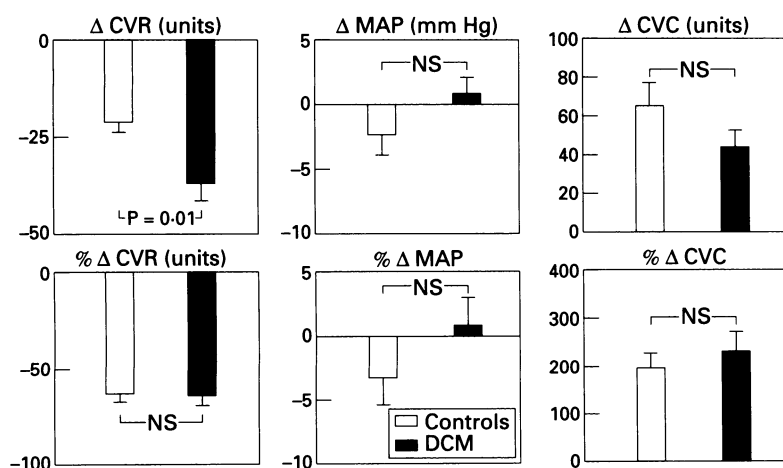 Δ CVR (units)
0
−25
−50
P = 0·01
Δ MAP (mm Hg)
5
0
−5
−10
NS
Δ CVC (units)
100
80
60
40
20
0
NS
% Δ CVR (units)
0
−50
−100
NS
% Δ MAP
5
0
−5
−10
NS
Controls
DCM
% Δ CVC
400
300
200
100
0
NS